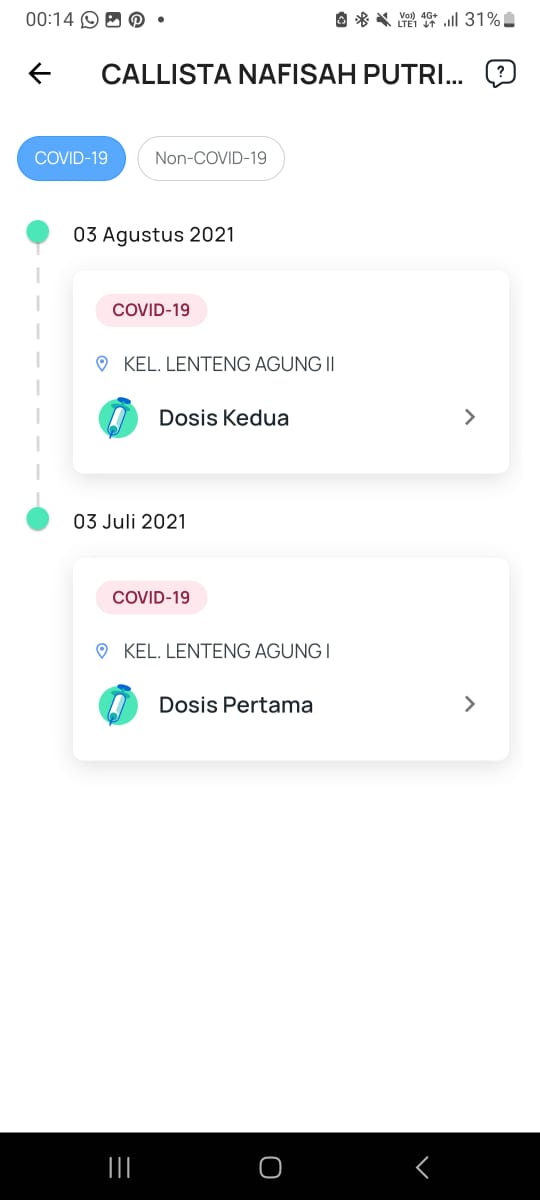 00:14
Vo)) LTE1 4G+ 31%
CALLISTA NAFISAH PUTRI...
COVID-19
Non-COVID-19
03 Agustus 2021
COVID-19
KEL. LENTENG AGUNG II
Dosis Kedua
03 Juli 2021
COVID-19
KEL. LENTENG AGUNG I
Dosis Pertama